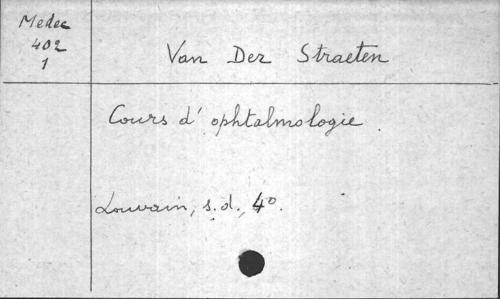 Medec
402
1
Van Der Straeten
Cours d'ophtalmologie.
Louvain, s.d., 4°.